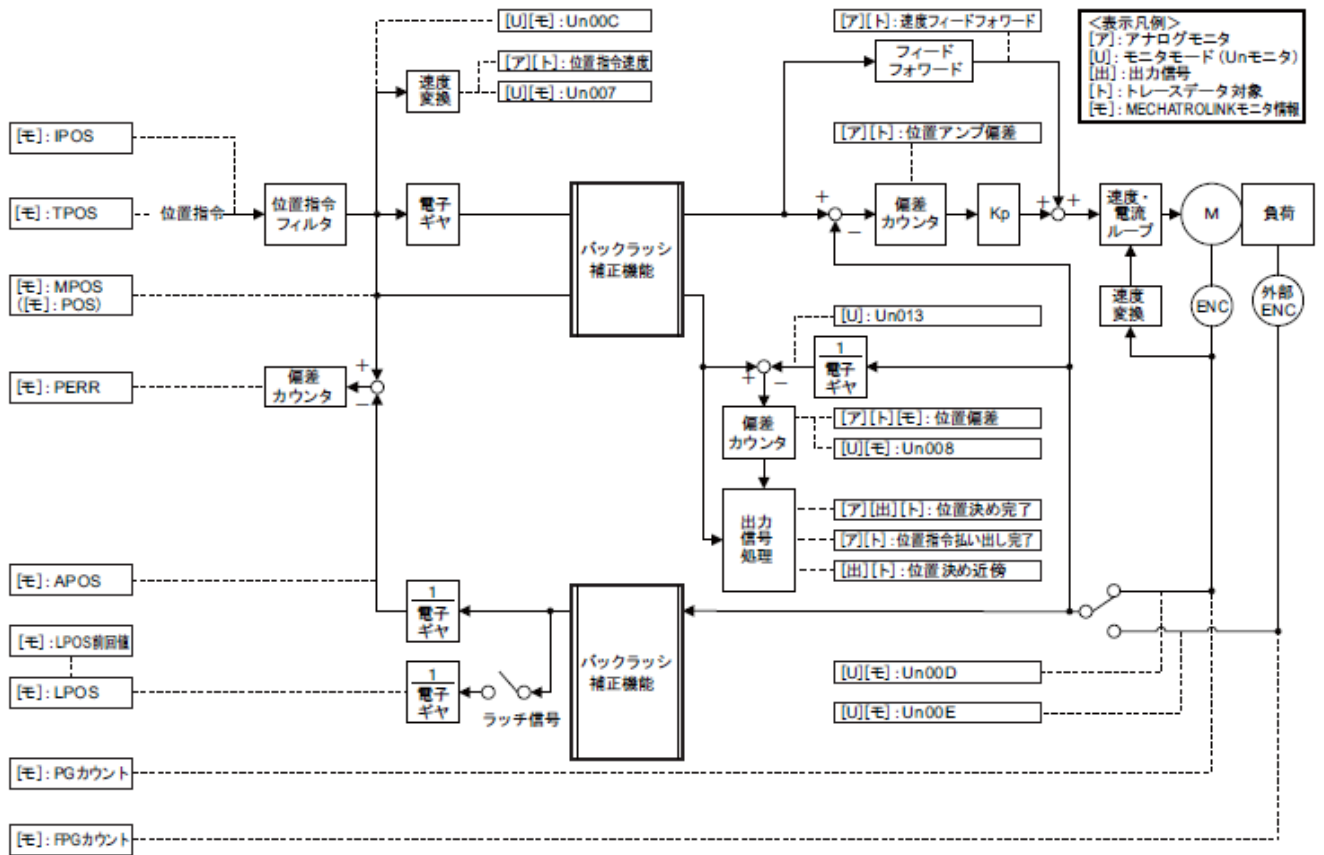 [U][モ]：Un00C
[ア][ト]：速度フィードフォワード
＜表示凡例＞
[ア]：アナログモニタ
[U]：モニタモード（Unモニタ）
[出]：出力信号
[ト]：トレースデータ対象
[モ]：MECHATROLINKモニタ情報
速度
変換
[ア][ト]：位置指令速度
[U][モ]：Un007
フィード
フォワード
[モ]：IPOS
[ア][ト]：位置アンプ偏差
[モ]：TPOS
位置指令
位置指令
フィルタ
電子
ギヤ
バックラッシ
補正機能
+
−
偏差
カウンタ
Kp
+
+
速度・
電流
ループ
M
負荷
[モ]：MPOS
（[モ]：POS）
速度
変換
ENC
外部
ENC
[U]：Un013
[モ]：PERR
偏差
カウンタ
+
−
+
−
1
電子
ギヤ
偏差
カウンタ
[ア][ト][モ]：位置偏差
[U][モ]：Un008
出力
信号
処理
[ア][出][ト]：位置決め完了
[ア][ト]：位置指令払い出し完了
[出][ト]：位置決め近傍
[モ]：APOS
1
電子
ギヤ
バックラッシ
補正機能
[モ]：LPOS前回値
[モ]：LPOS
1
電子
ギヤ
ラッチ信号
[U][モ]：Un00D
[U][モ]：Un00E
[モ]：PGカウント
[モ]：FPGカウント